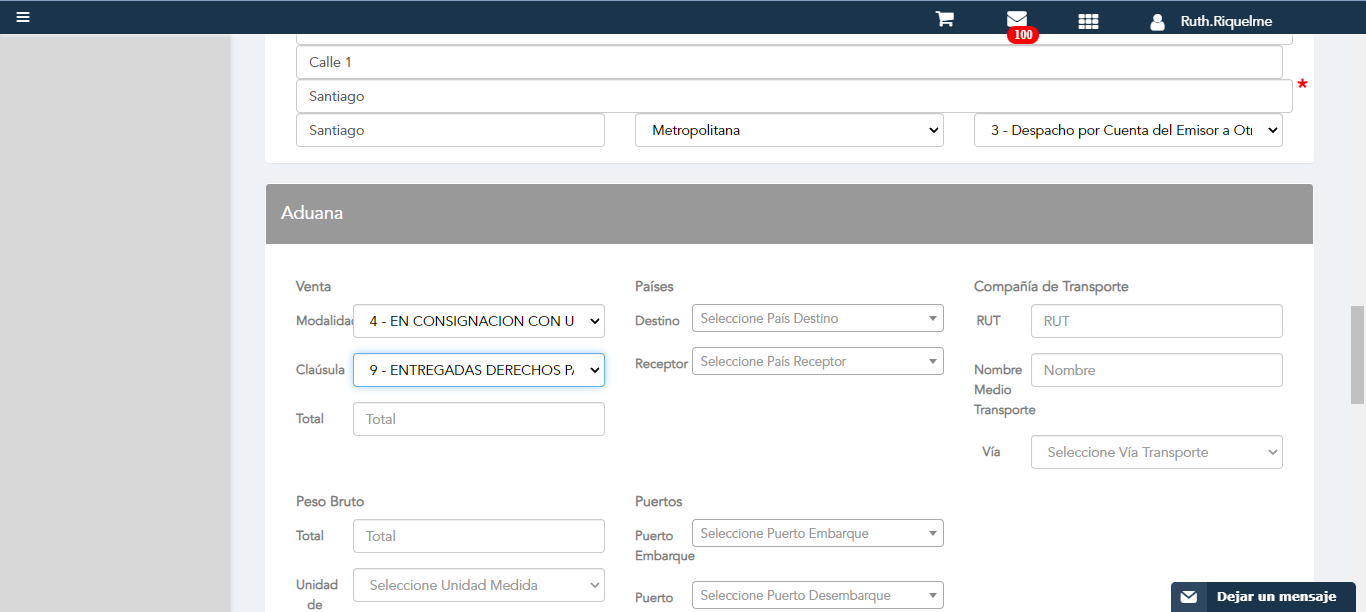 100
Ruth.Riquelme
Calle 1
Santiago
*
Santiago
Metropolitana
3 - Despacho por Cuenta del Emisor a Otr
Aduana
Venta
Modalidad
4 - EN CONSIGNACION CON U
Claúsula
9 - ENTREGADAS DERECHOS PA
Total
Total
Países
Destino
Seleccione País Destino
Receptor
Seleccione País Receptor
Compañía de Transporte
RUT
RUT
Nombre
Medio
Transporte
Nombre
Vía
Seleccione Vía Transporte
Peso Bruto
Total
Total
Unidad
de
Seleccione Unidad Medida
Puertos
Puerto
Embarque
Seleccione Puerto Embarque
Puerto
Seleccione Puerto Desembarque
Dejar un mensaje